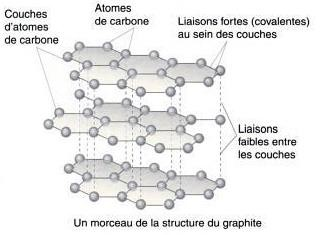 Couches
d'atomes
de carbone
Atomes
de carbone
Liaisons fortes (covalentes)
au sein des couches
Liaisons
faibles entre
les couches
Un morceau de la structure du graphite